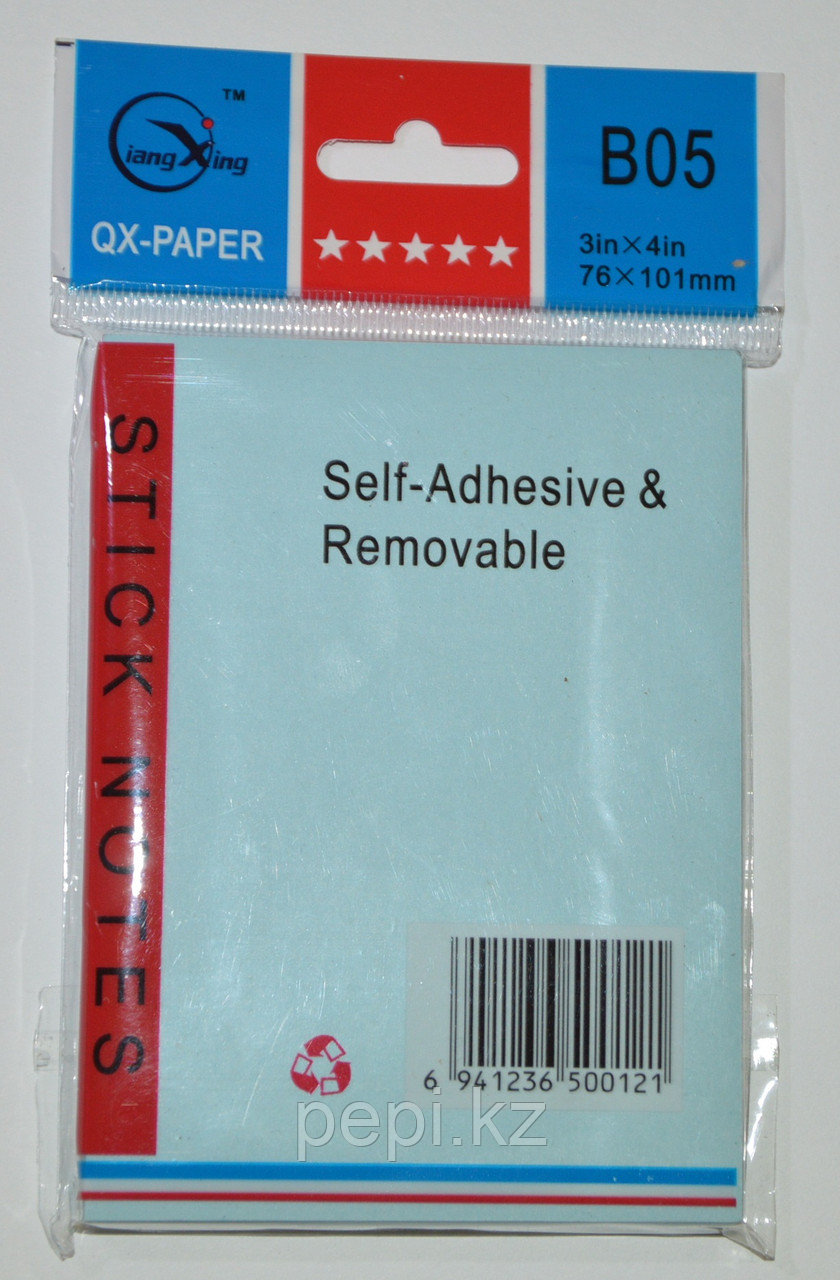 TM
QiangXing
QX-PAPER
B05
3in×4in
76×101mm
STICK NOTES
Self-Adhesive &
Removable
6 941236 500121
pepi.kz